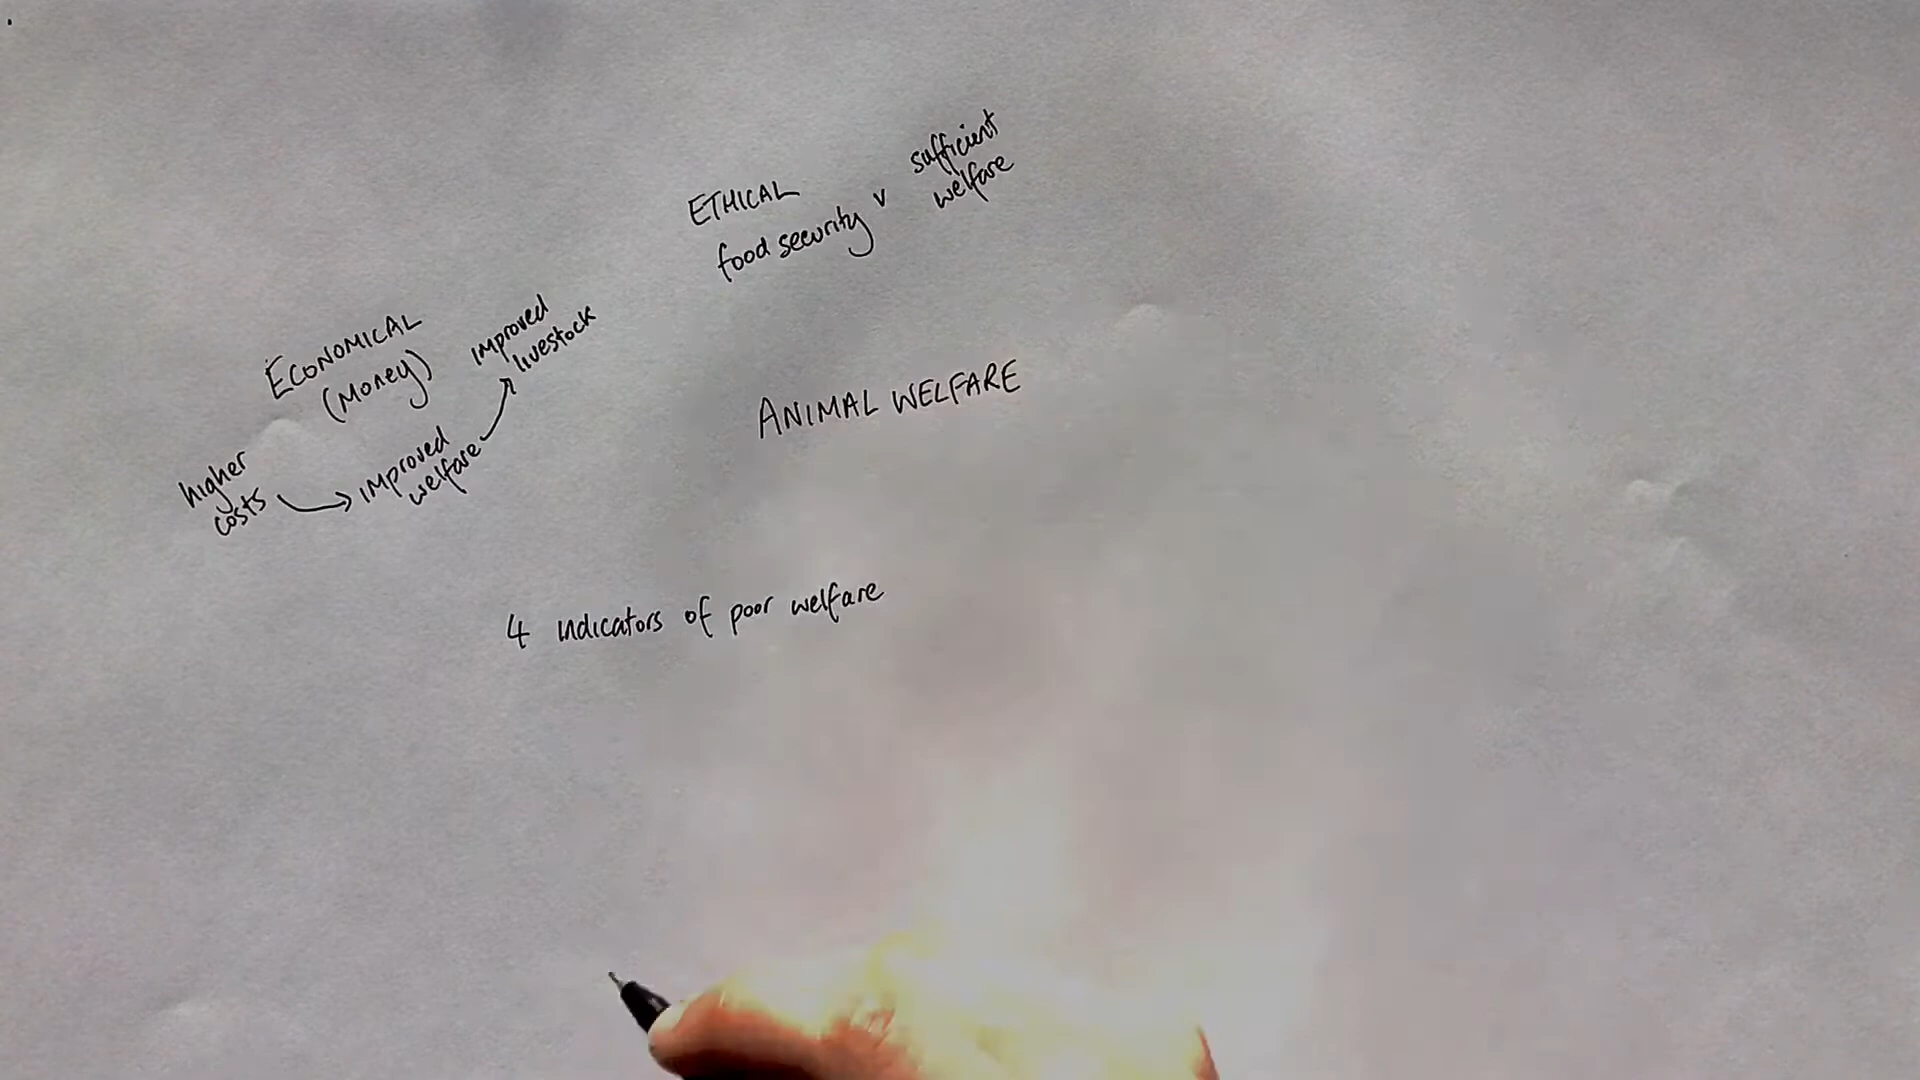 ETHICAL
food security v sufficient
welfare
ECONOMICAL
(Money)
higher
costs
improved
welfare
improved
livestock
ANIMAL WELFARE
4 indicators of poor welfare